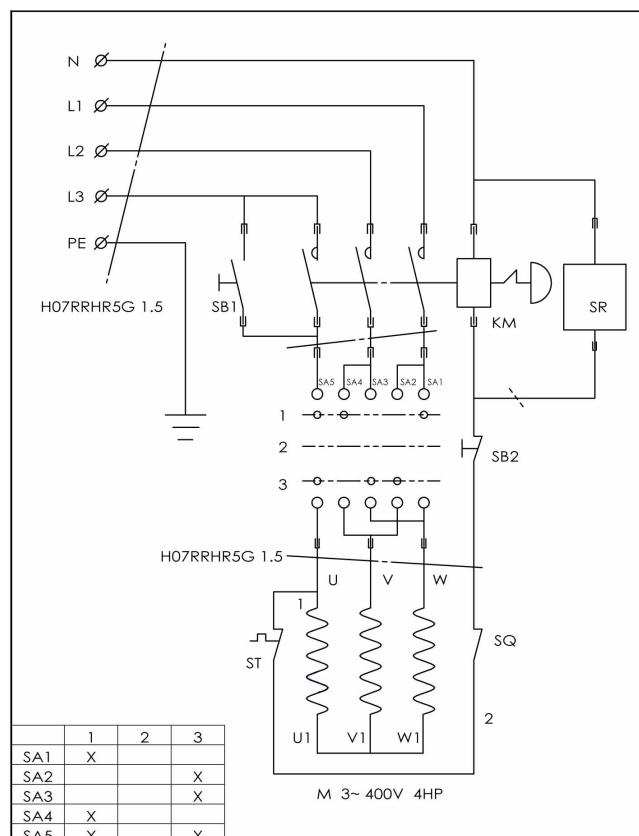 N
L1
L2
L3
PE
H07RRHR5G 1.5
SB1
KM
SR
SA5 SA4 SA3 SA2 SA1
1
2
3
SB2
H07RRHR5G 1.5
U V W
1
ST
SQ
2
U1 V1 W1
M 3~ 400V 4HP
1 2 3
SA1 X
SA2 X
SA3 X
SA4 X
SA5 X X